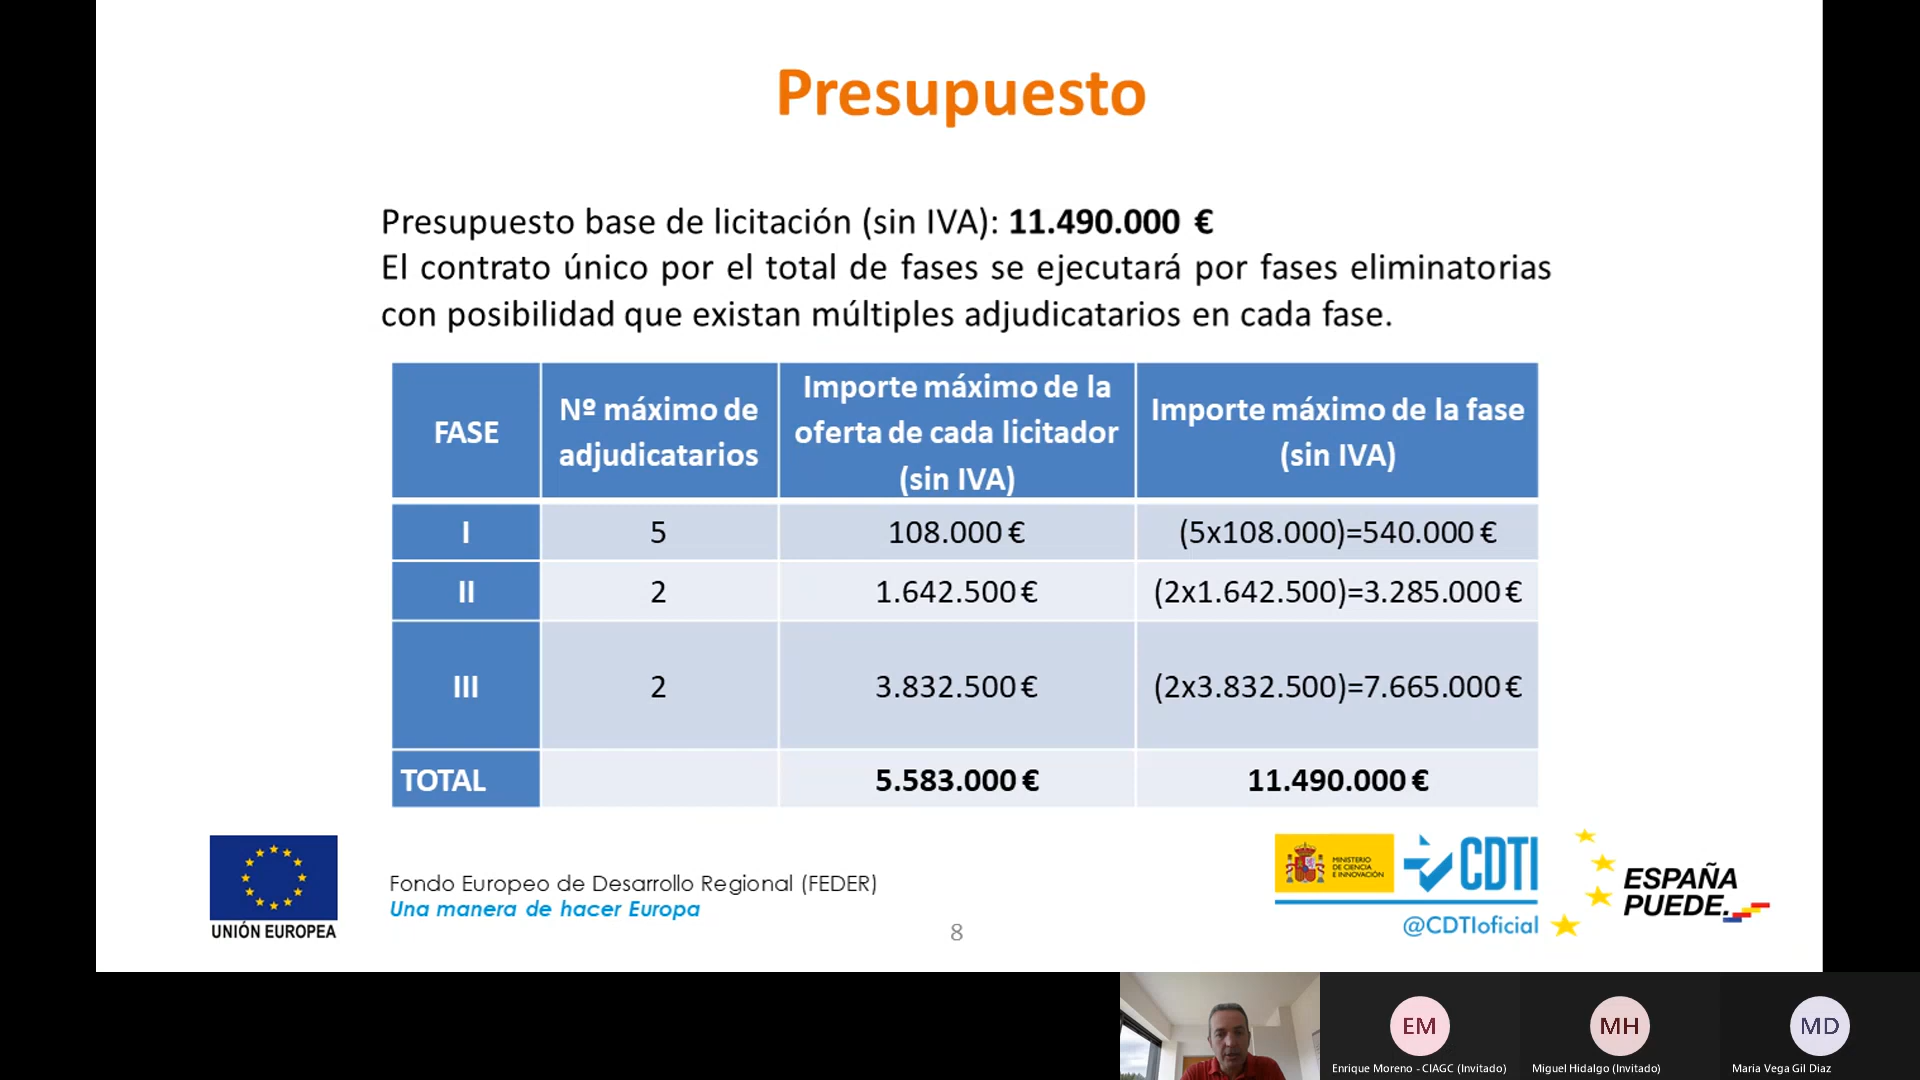 Presupuesto
Presupuesto base de licitación (sin IVA): 11.490.000 €
El contrato único por el total de fases se ejecutará por fases eliminatorias
con posibilidad que existan múltiples adjudicatarios en cada fase.
FASE
Nº máximo de
adjudicatarios
Importe máximo de la
oferta de cada licitador
(sin IVA)
Importe máximo de la fase
(sin IVA)
I 5 108.000 € (5x108.000)=540.000 €
II 2 1.642.500 € (2x1.642.500)=3.285.000 €
III 2 3.832.500 € (2x3.832.500)=7.665.000 €
TOTAL 5.583.000 € 11.490.000 €
UNIÓN EUROPEA
Fondo Europeo de Desarrollo Regional (FEDER)
Una manera de hacer Europa
8
MINISTERIO
DE CIENCIA
E INNOVACIÓN
CDTI
@CDTIoficial
ESPAÑA
PUEDE.
EM
MH
MD
Enrique Moreno - CIAGC (Invitado)
Miguel Hidalgo (Invitado)
Maria Vega Gil Diaz